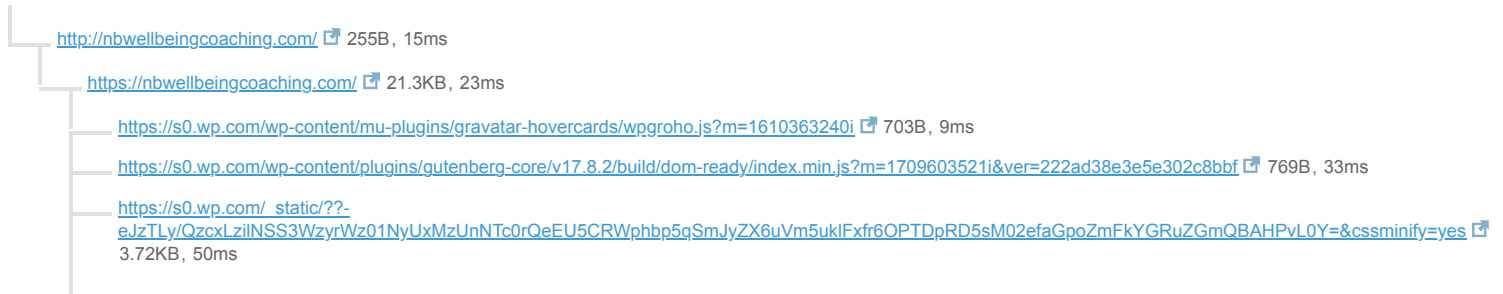 http://nbwellbeingcoaching.com/ 255B, 15ms
https://nbwellbeingcoaching.com/ 21.3KB, 23ms
https://s0.wp.com/wp-content/mu-plugins/gravatar-hovercards/wpgroho.js?m=1610363240i 703B, 9ms
https://s0.wp.com/wp-content/plugins/gutenberg-core/v17.8.2/build/dom-ready/index.min.js?m=1709603521i&ver=222ad38e3e5e302c8bbf 769B, 33ms
https://s0.wp.com/_static/??-
eJzTLy/QzcxLzilNSS3WzyrWz01NyUxMzUnNTc0rQeEU5CRWphbp5qSmJyZX6uVm5uklFxfr6OPTDpRD5sM02efaGpoZmFkYGRuZGmQBAHPvL0Y=&cssminify=yes
3.72KB, 50ms